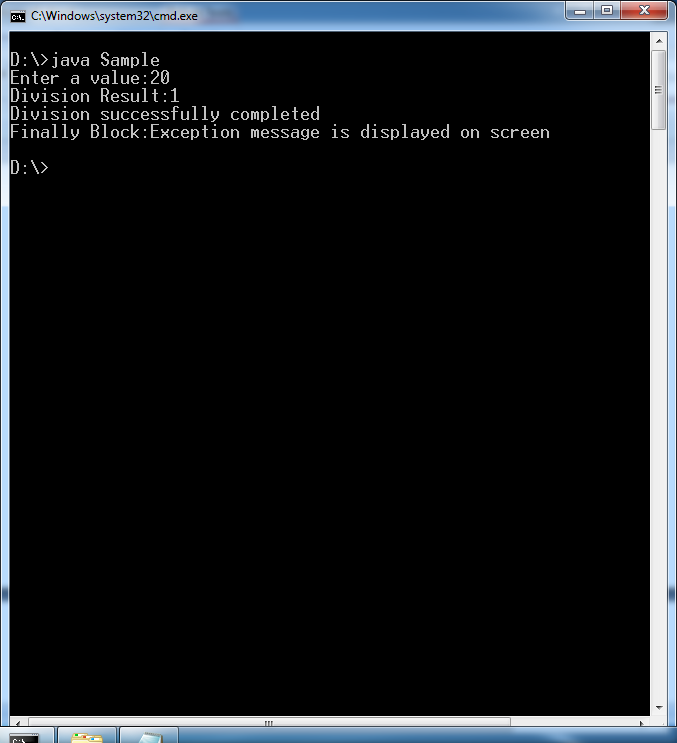 C:\Windows\system32\cmd.exe
D:\>java Sample
Enter a value:20
Division Result:1
Division successfully completed
Finally Block:Exception message is displayed on screen
D:\>